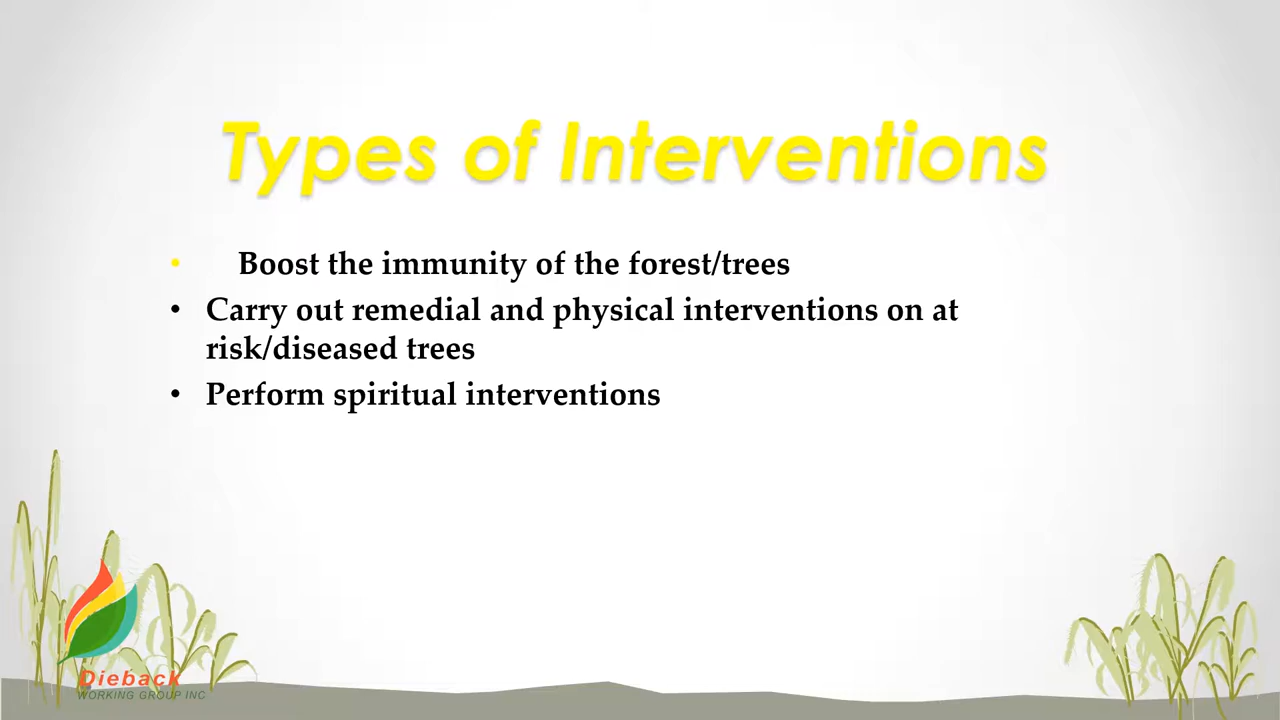 Types of Interventions
• Boost the immunity of the forest/trees
• Carry out remedial and physical interventions on at
risk/diseased trees
• Perform spiritual interventions
Dieback
WORKING GROUP INC